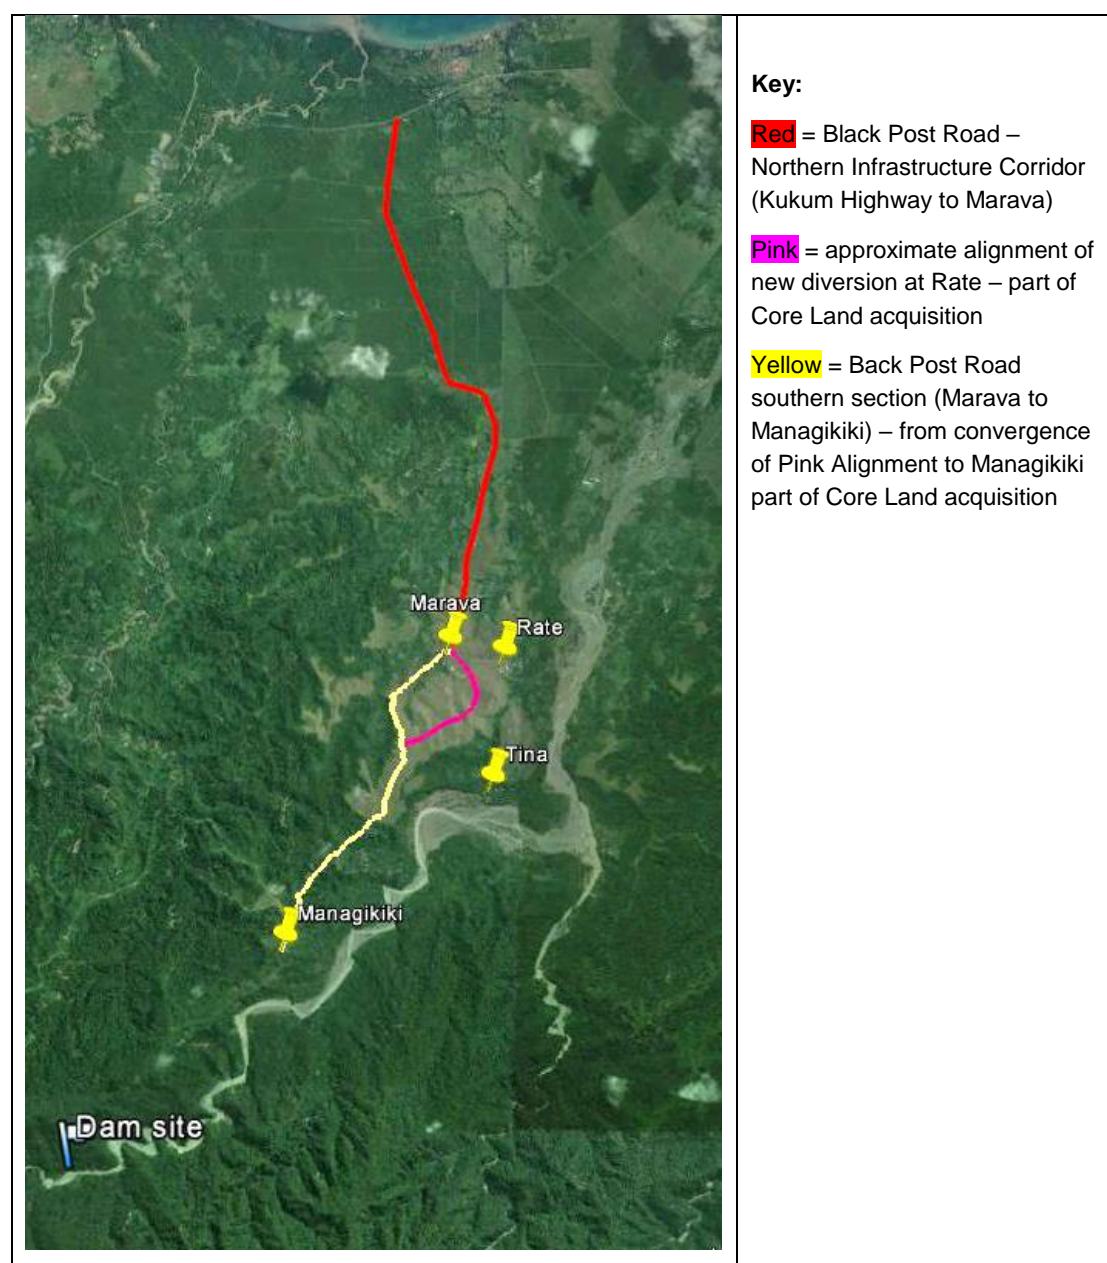 Marava
Rate
Tina
Managikiki
Dam site
Key:
Red = Black Post Road –
Northern Infrastructure Corridor
(Kukum Highway to Marava)
Pink = approximate alignment of
new diversion at Rate – part of
Core Land acquisition
Yellow = Back Post Road
southern section (Marava to
Managikiki) – from convergence
of Pink Alignment to Managikiki
part of Core Land acquisition